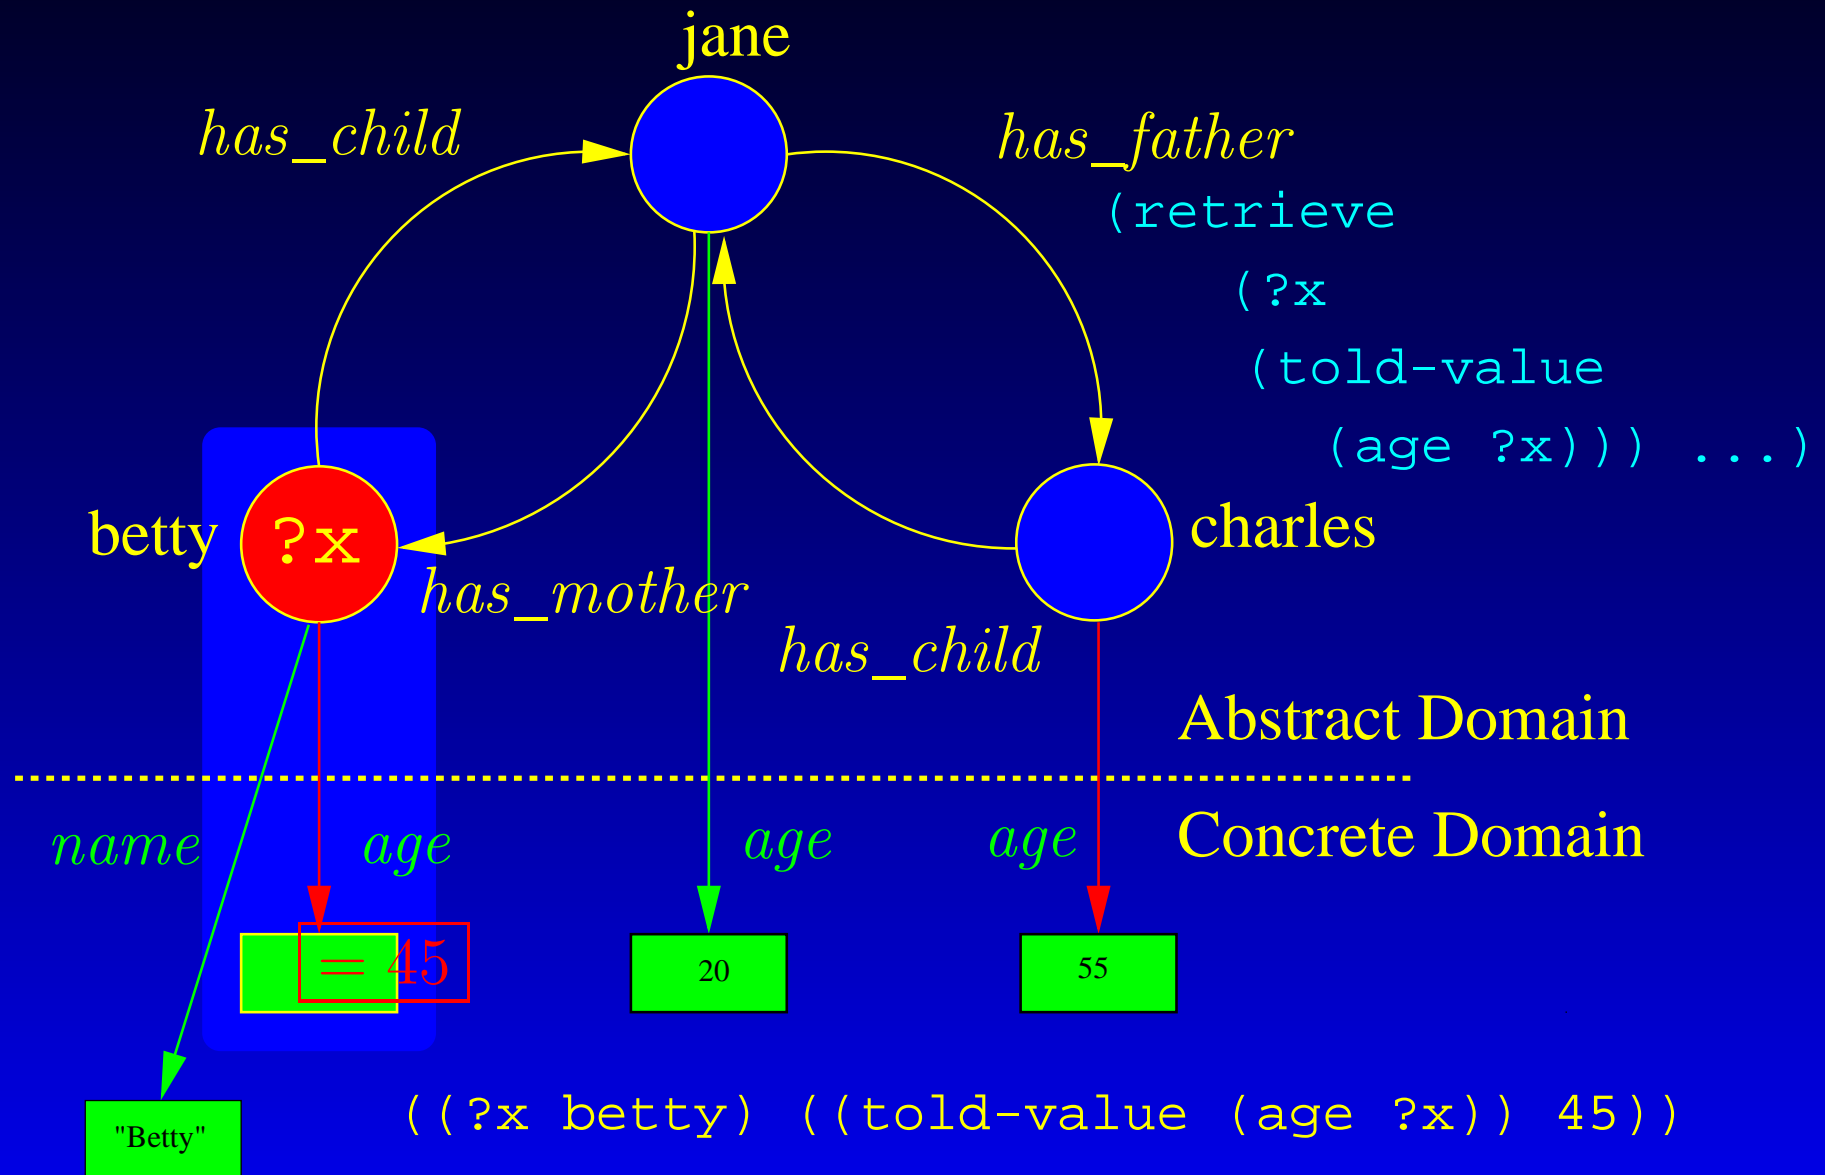 jane
has_child
has_father
(retrieve
(?x
(told-value
(age ?x))) ...)
betty
?x
charles
has_mother
has_child
Abstract Domain
Concrete Domain
name
age
age
age
= 45
20
55
"Betty"
((?x betty) ((told-value (age ?x)) 45))